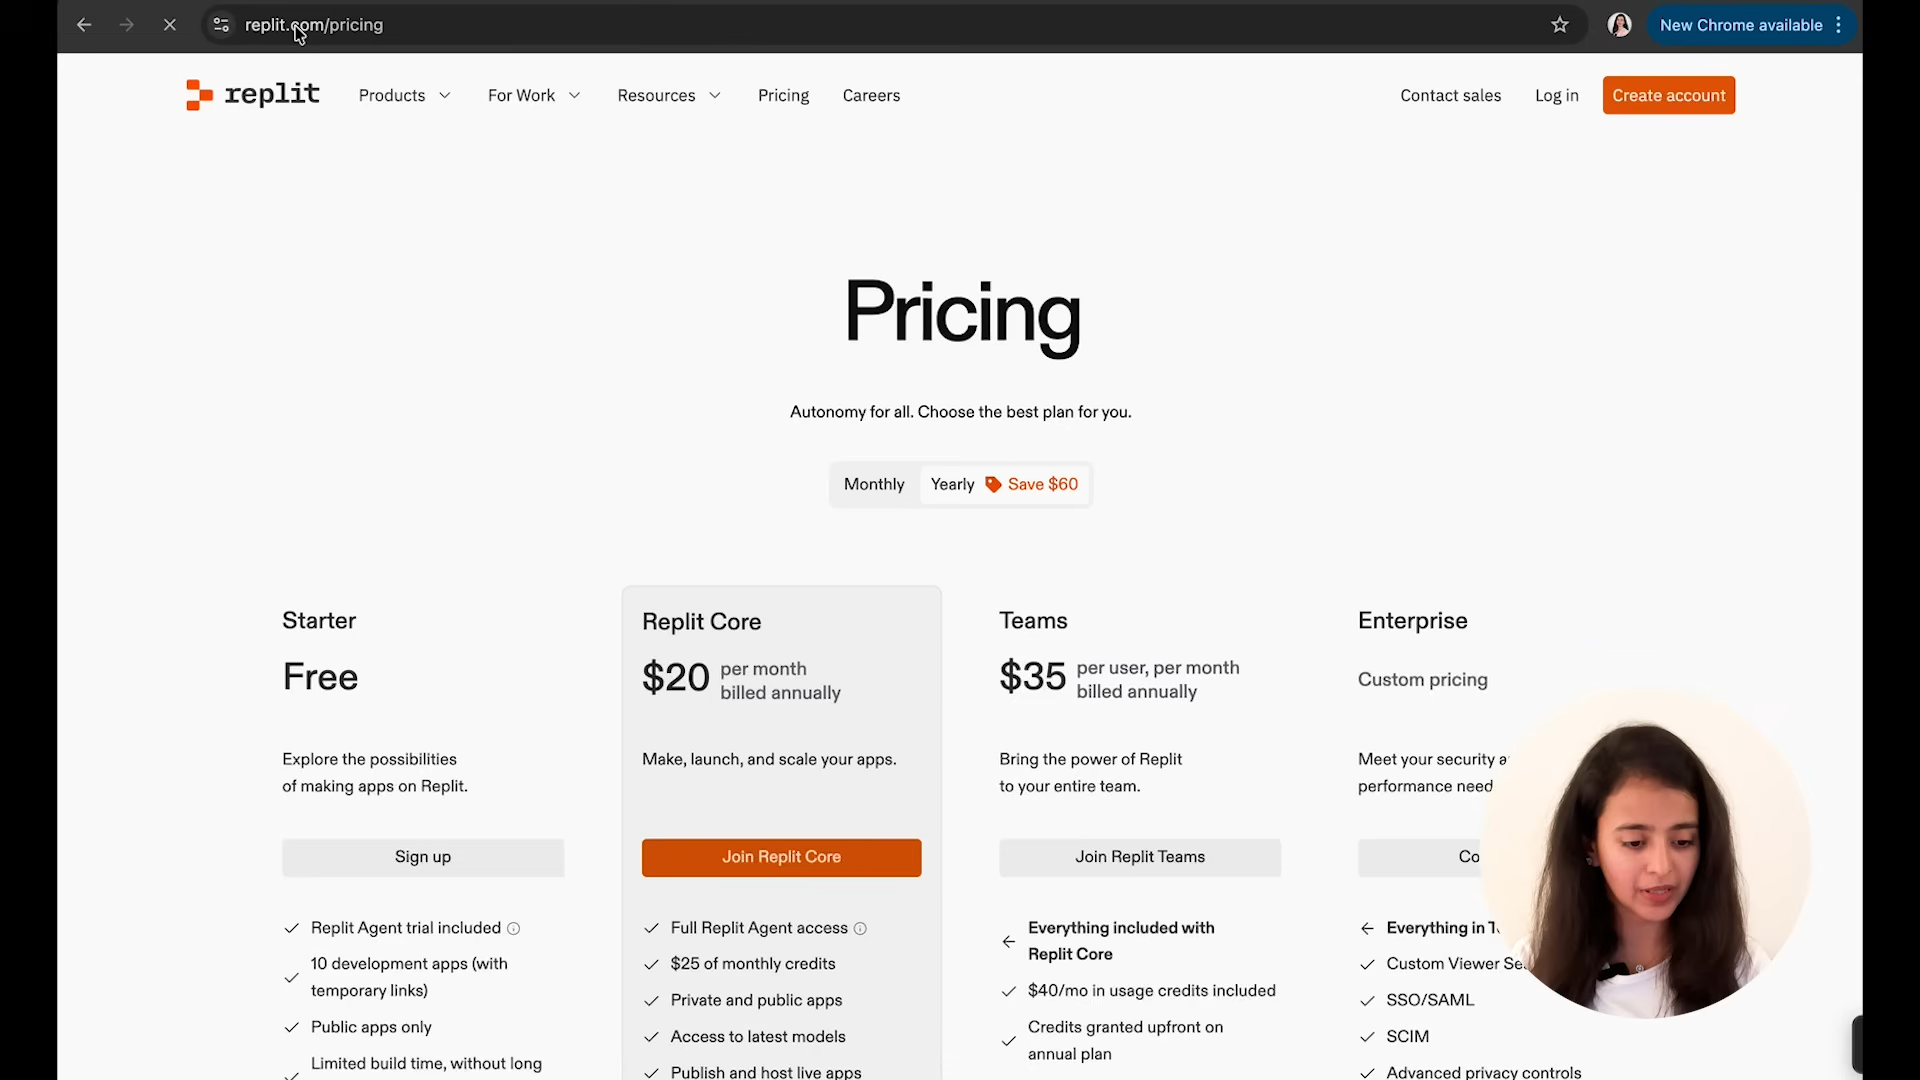 replit.com/pricing
New Chrome available
replit
Products
For Work
Resources
Pricing
Careers
Contact sales
Log in
Create account
Pricing
Autonomy for all. Choose the best plan for you.
Monthly
Yearly
Save $60
Starter
Free
Explore the possibilities
of making apps on Replit.
Sign up
Replit Agent trial included
10 development apps (with
temporary links)
Public apps only
Limited build time, without long
Replit Core
$20
per month
billed annually
Make, launch, and scale your apps.
Join Replit Core
Full Replit Agent access
$25 of monthly credits
Private and public apps
Access to latest models
Publish and host live apps
Teams
$35
per user, per month
billed annually
Bring the power of Replit
to your entire team.
Join Replit Teams
Everything included with
Replit Core
$40/mo in usage credits included
Credits granted upfront on
annual plan
Enterprise
Custom pricing
Meet your security
performance
Everything in
Custom Viewer
SSO/SAML
SCIM
Advanced privacy controls